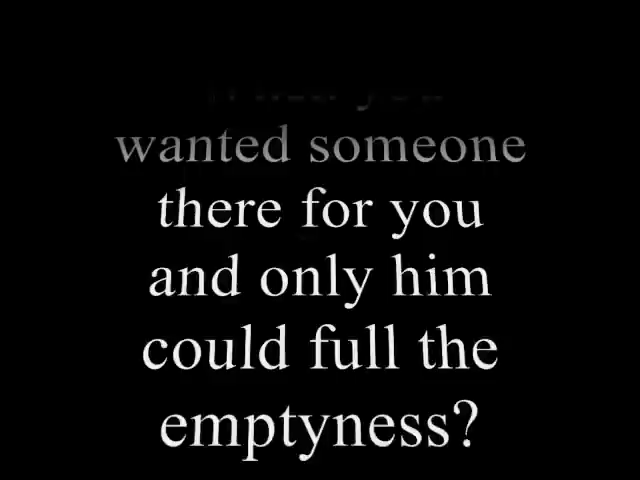 wanted someone
there for you
and only him
could full the
emptyness?